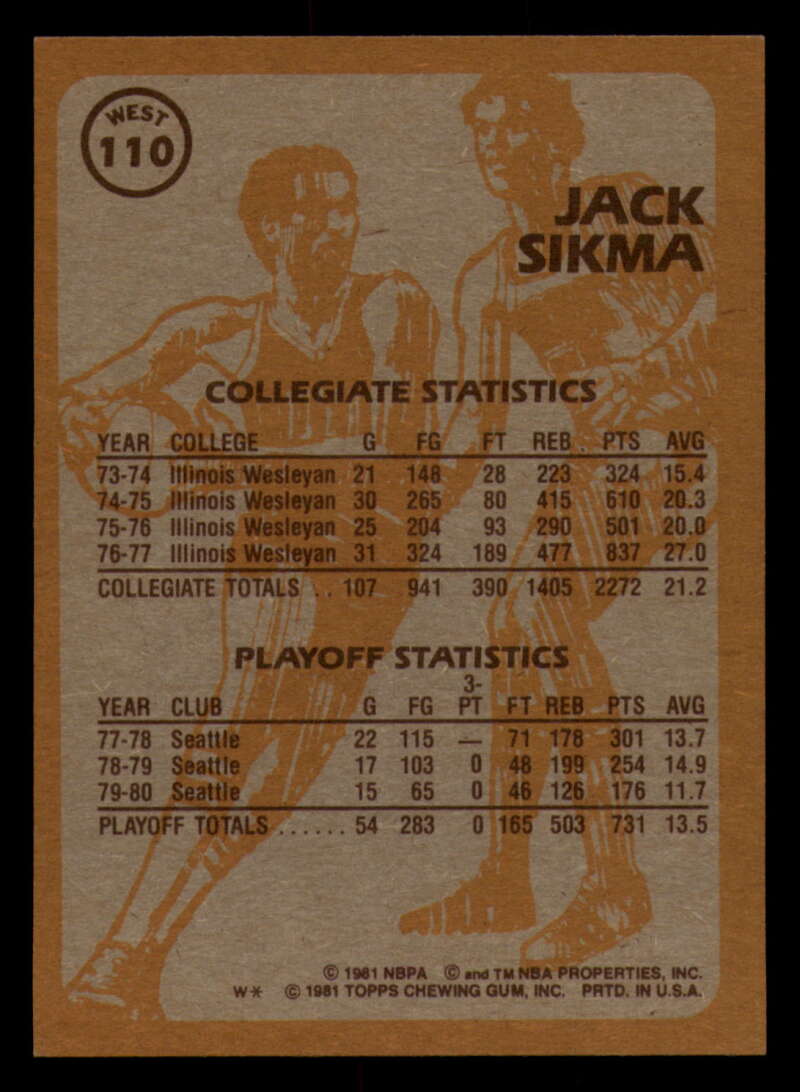 WEST
110
JACK
SIKMA
COLLEGIATE STATISTICS
YEAR COLLEGE G FG FT REB. PTS AVG
73-74 Illinois Wesleyan 21 148 28 223 324 15.4
74-75 Illinois Wesleyan 30 265 80 415 610 20.3
75-76 Illinois Wesleyan 25 204 93 290 501 20.0
76-77 Illinois Wesleyan 31 324 189 477 837 27.0
COLLEGIATE TOTALS .. 107 941 390 1405 2272 21.2
PLAYOFF STATISTICS
YEAR CLUB G FG 3-PT FT REB PTS AVG
77-78 Seattle 22 115 — 71 178 301 13.7
78-79 Seattle 17 103 0 48 199 254 14.9
79-80 Seattle 15 65 0 46 126 176 11.7
PLAYOFF TOTALS ...... 54 283 0 165 503 731 13.5
© 1981 NBPA © and TM NBA PROPERTIES, INC.
W* © 1981 TOPPS CHEWING GUM, INC. PRTD. IN U.S.A.